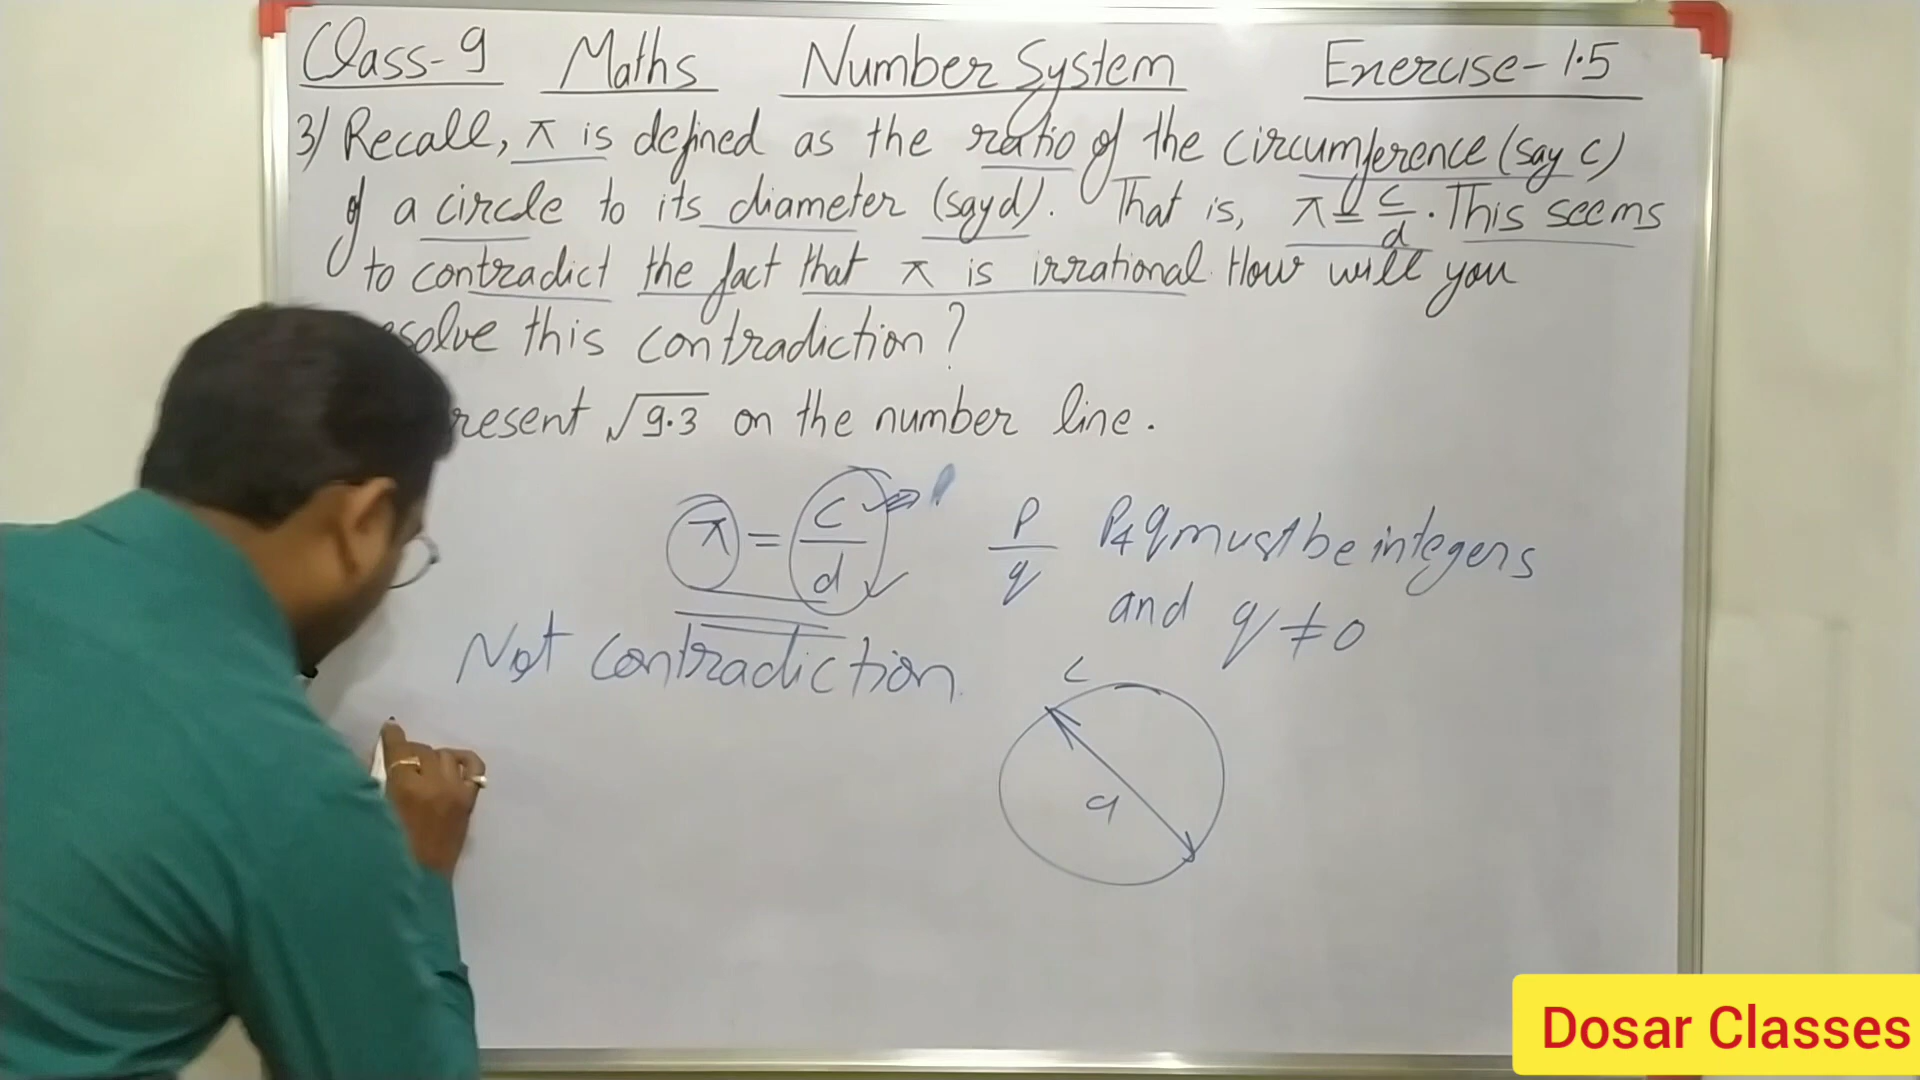 Class-9 Maths Number System Exercise-1.5
3) Recall, π is defined as the ratio of the circumference (say c)
of a circle to its diameter (say d). That is, π = c/d. This seems
to contradict the fact that π is irrational. How will you
solve this contradiction?
resent √9.3 on the number line.
π = c/d p/q P & q must be integers
and q ≠ 0
Not contradiction
c
d
Dosar Classes